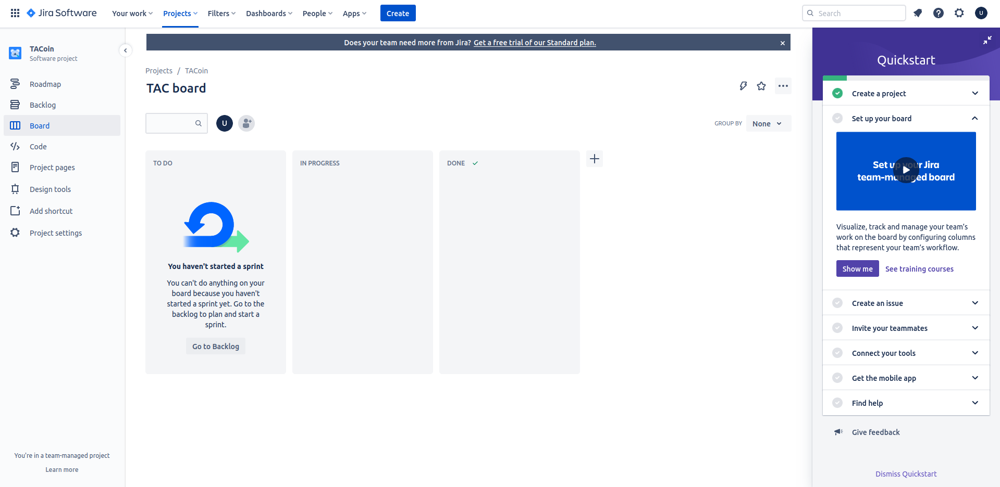 Jira Software
Your work
Projects
Filters
Dashboards
People
Apps
Create
Search
U
TACoin
Software project
Roadmap
Backlog
Board
Code
Project pages
Design tools
Add shortcut
Project settings
You're in a team-managed project
Learn more
Does your team need more from Jira? Get a free trial of our Standard plan.
Projects / TACoin
TAC board
U
GROUP BY
None
TO DO
IN PROGRESS
DONE
You haven't started a sprint
You can't do anything on your
board because you haven't
started a sprint yet. Go to the
backlog to plan and start a
sprint.
Go to Backlog
Quickstart
Create a project
Set up your board
Set up your Jira
team-managed board
Visualize, track and manage your team’s
work on the board by configuring columns
that represent your team’s workflow.
Show me
See training courses
Create an issue
Invite your teammates
Connect your tools
Get the mobile app
Find help
Give feedback
Dismiss Quickstart